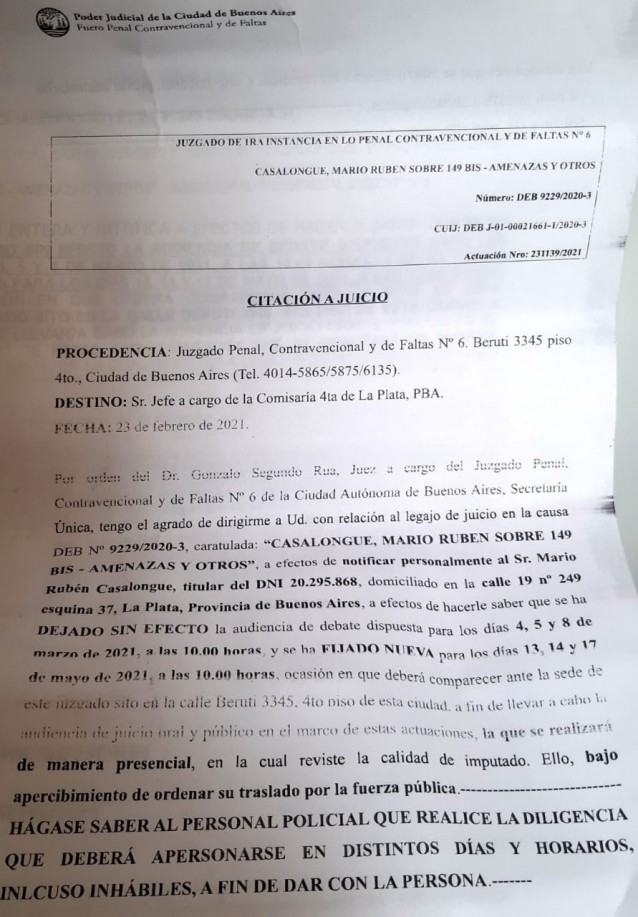 Poder Judicial de la Ciudad de Buenos Aires
Fuero Penal Contravencional y de Faltas
JUZGADO DE 1RA INSTANCIA EN LO PENAL CONTRAVENCIONAL Y DE FALTAS Nº 6
CASALONGUE, MARIO RUBEN SOBRE 149 BIS - AMENAZAS Y OTROS
Número: DEB 9229/2020-3
CUIJ: DEB J-01-00021661-1/2020-3
Actuación Nro: 231139/2021
CITACIÓN A JUICIO
PROCEDENCIA: Juzgado Penal, Contravencional y de Faltas Nº 6. Beruti 3345 piso
4to., Ciudad de Buenos Aires (Tel. 4014-5865/5875/6135).
DESTINO: Sr. Jefe a cargo de la Comisaría 4ta de La Plata, PBA.
FECHA: 23 de febrero de 2021.
Por orden del Dr. Gonzalo Segundo Rua, Juez a cargo del Juzgado Penal,
Contravencional y de Faltas Nº 6 de la Ciudad Autónoma de Buenos Aires, Secretaría
Única, tengo el agrado de dirigirme a Ud. con relación al legajo de juicio en la causa
DEB Nº 9229/2020-3, caratulada: “CASALONGUE, MARIO RUBEN SOBRE 149
BIS - AMENAZAS Y OTROS”, a efectos de notificar personalmente al Sr. Mario
Rubén Casalongue, titular del DNI 20.295.868, domiciliado en la calle 19 nº 249
esquina 37, La Plata, Provincia de Buenos Aires, a efectos de hacerle saber que se ha
DEJADO SIN EFECTO la audiencia de debate dispuesta para los días 4, 5 y 8 de
marzo de 2021, a las 10.00 horas, y se ha FIJADO NUEVA para los días 13, 14 y 17
de mayo de 2021, a las 10.00 horas, ocasión en que deberá comparecer ante la sede de
este juzgado sito en la calle Beruti 3345, 4to piso de esta ciudad, a fin de llevar a cabo la
audiencia de juicio oral y público en el marco de estas actuaciones, la que se realizará
de manera presencial, en la cual reviste la calidad de imputado. Ello, bajo
apercibimiento de ordenar su traslado por la fuerza pública.-----------------------------
HÁGASE SABER AL PERSONAL POLICIAL QUE REALICE LA DILIGENCIA
QUE DEBERÁ APERSONARSE EN DISTINTOS DÍAS Y HORARIOS,
INLCUSO INHÁBILES, A FIN DE DAR CON LA PERSONA.-------